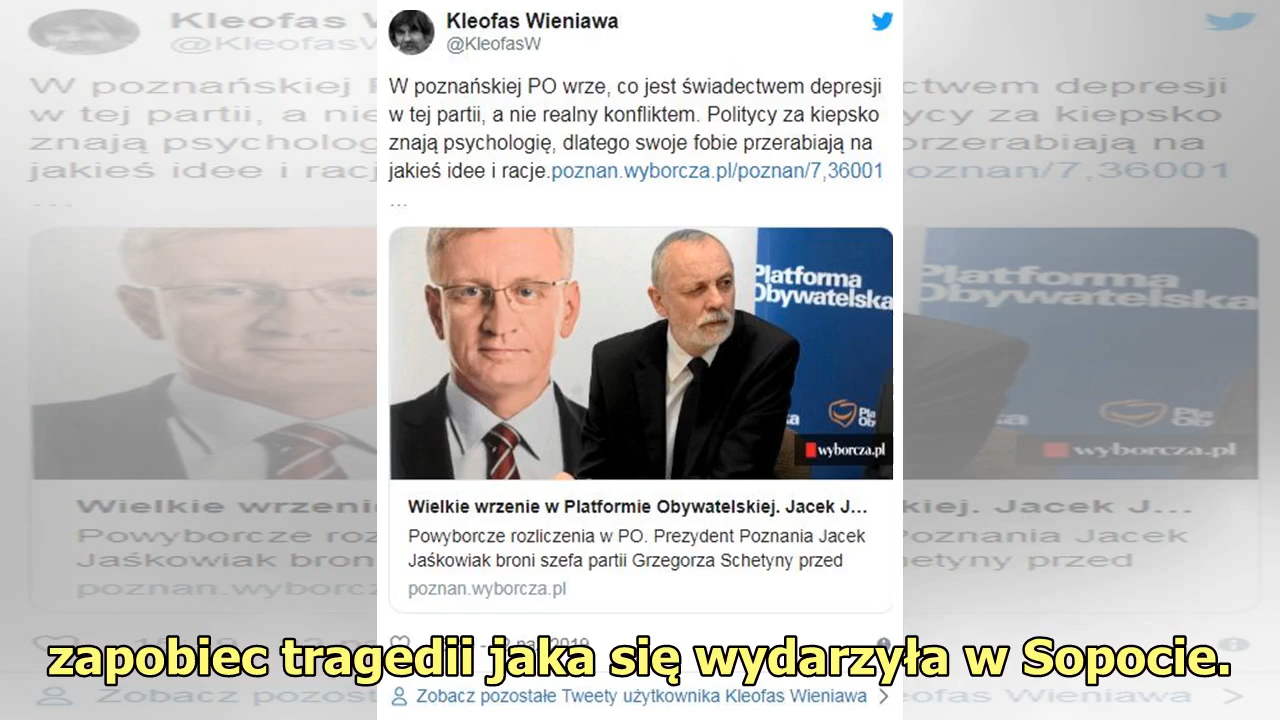 Kleofas Wieniawa
@KleofasW
W poznańskiej PO wrze, co jest świadectwem depresji
w tej partii, a nie realny konfliktem. Politycy za kiepsko
znają psychologię, dlatego swoje fobie przerabiają na
jakieś idee i racje.poznan.wyborcza.pl/poznan/7,36001
...
Platforma
Obywatelska
wyborcza.pl
Wielkie wrzenie w Platformie Obywatelskiej. Jacek J...
Powyborcze rozliczenia w PO. Prezydent Poznania Jacek
Jaśkowiak broni szefa partii Grzegorza Schetyny przed
poznan.wyborcza.pl
zapobiec tragedii jaka się wydarzyła w Sopocie.
Zobacz pozostałe Tweety użytkownika Kleofas Wieniawa